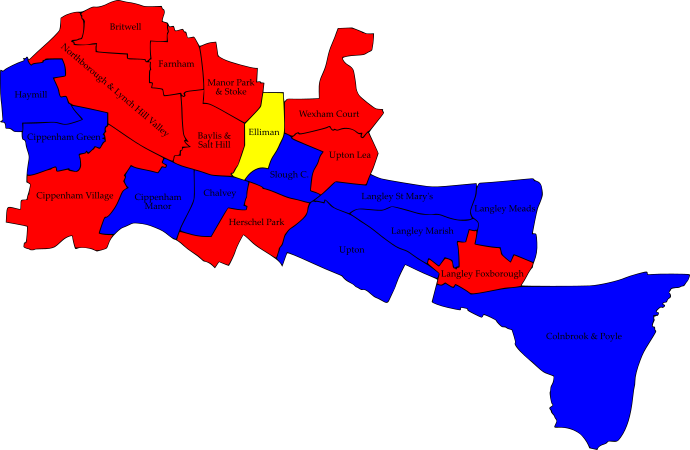 Britwell
Northborough & Lynch Hill Valley
Farnham
Manor Park
& Stoke
Haymill
Wexham Court
Cippenham Green
Elliman
Baylis &
Salt Hill
Upton Lea
Slough C
Cippenham Village
Cippenham
Manor
Chalvey
Langley St Mary's
Langley Meads
Herschel Park
Langley Marish
Upton
Langley Foxborough
Colnbrook & Poyle